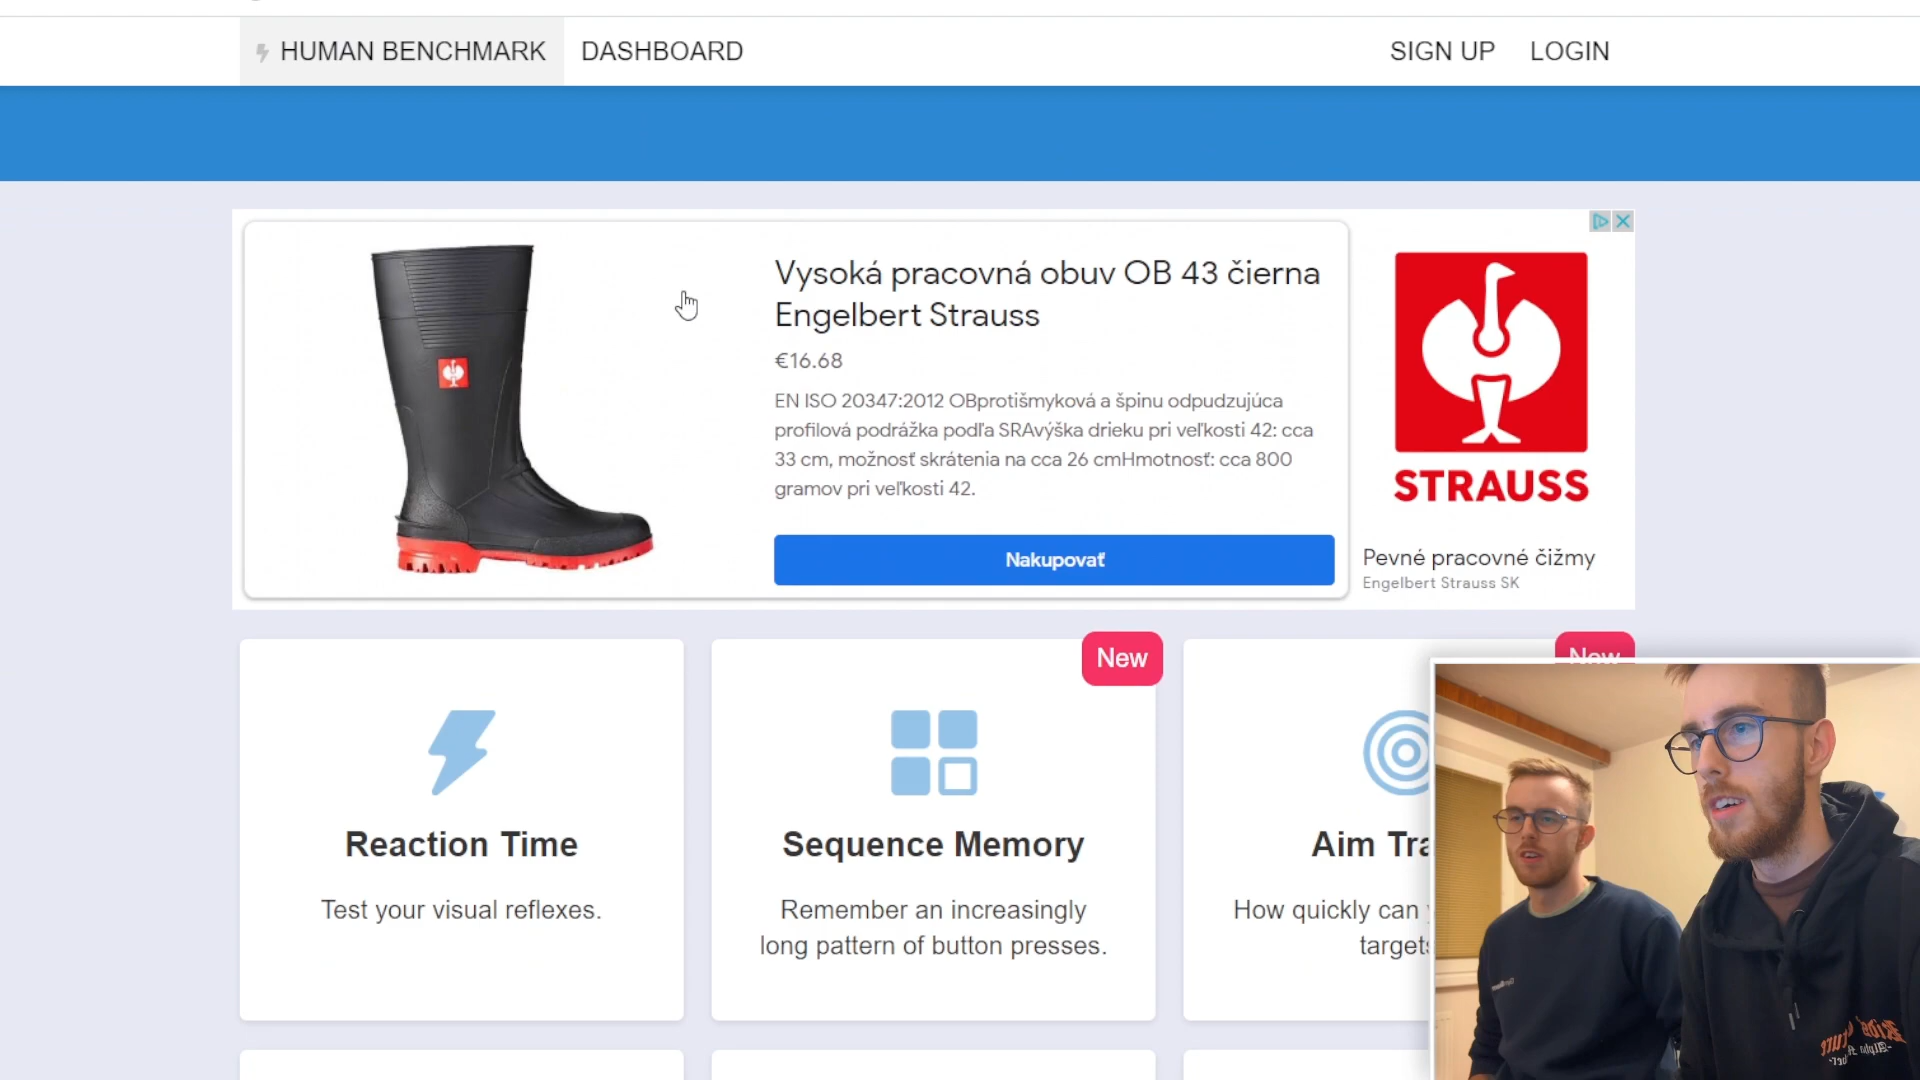 HUMAN BENCHMARK DASHBOARD SIGN UP LOGIN
Vysoká pracovná obuv OB 43 čierna
Engelbert Strauss
€16.68
EN ISO 20347:2012 OBprotišmyková a špinu odpudzujúca
profilová podrážka podľa SRAvýška drieku pri veľkosti 42: cca
33 cm, možnosť skrátenia na cca 26 cmHmotnosť: cca 800
gramov pri veľkosti 42.
Nakupovať
STRAUSS
Pevné pracovné čižmy
Engelbert Strauss SK
New
New
Reaction Time
Test your visual reflexes.
Sequence Memory
Remember an increasingly
long pattern of button presses.
Aim Tra
How quickly can
targets